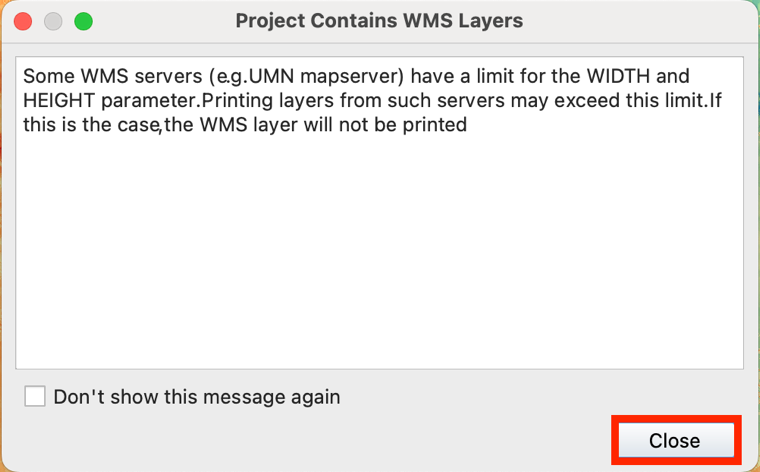 Project Contains WMS Layers
Some WMS servers (e.g.UMN mapserver) have a limit for the WIDTH and
HEIGHT parameter.Printing layers from such servers may exceed this limit.If
this is the case,the WMS layer will not be printed
Don't show this message again
Close